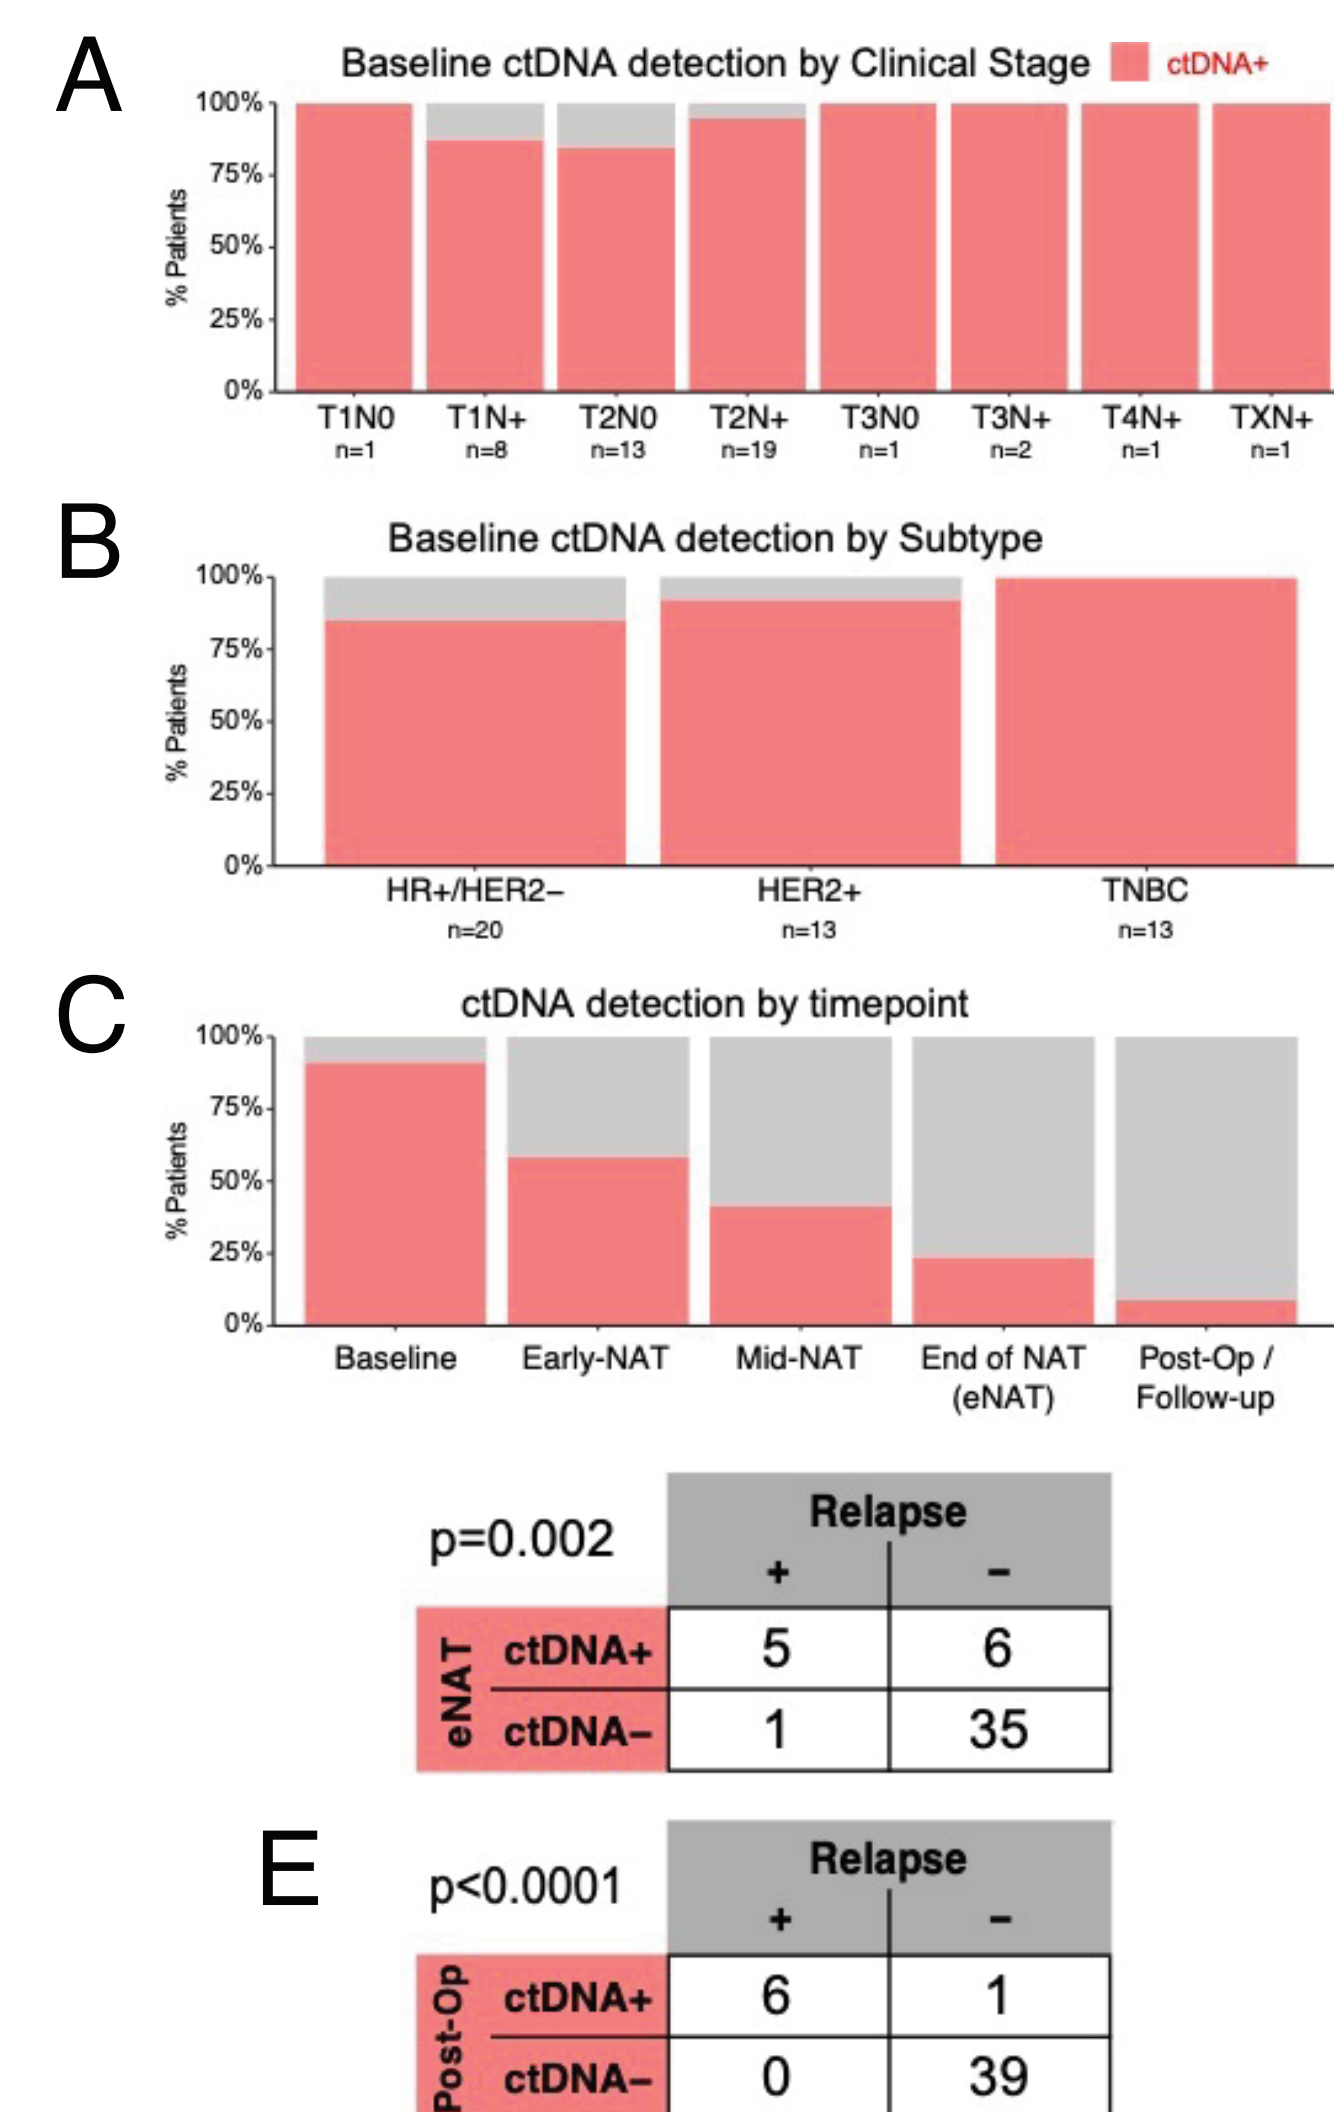 A
Baseline ctDNA detection by Clinical Stage ctDNA+
100%
75%
50%
25%
0%
% Patients
T1N0 T1N+ T2N0 T2N+ T3N0 T3N+ T4N+ TXN+
n=1 n=8 n=13 n=19 n=1 n=2 n=1 n=1
B
Baseline ctDNA detection by Subtype
100%
75%
50%
25%
0%
% Patients
HR+/HER2− HER2+ TNBC
n=20 n=13 n=13
C
ctDNA detection by timepoint
100%
75%
50%
25%
0%
% Patients
Baseline Early-NAT Mid-NAT End of NAT Post-Op /
(eNAT) Follow-up
p=0.002
Relapse
+ −
eNAT
ctDNA+ 5 6
ctDNA− 1 35
E
p<0.0001
Relapse
+ −
Post-Op
ctDNA+ 6 1
ctDNA− 0 39